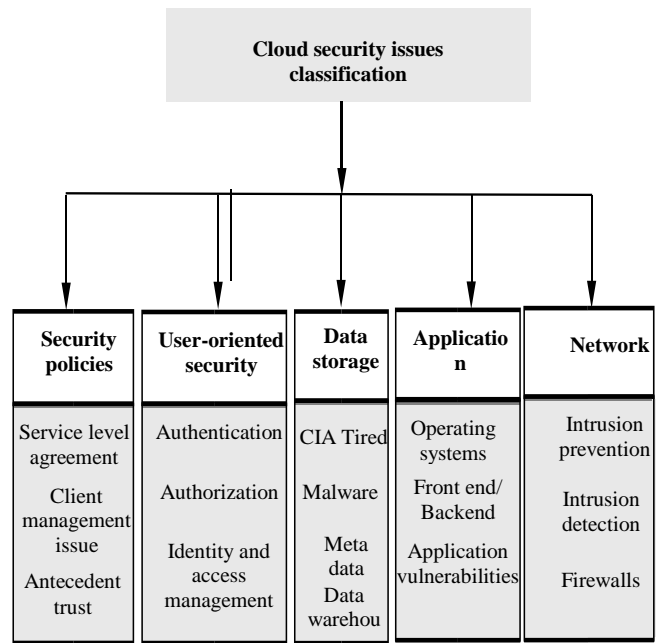 Cloud security issues
classification
Security
policies
User-oriented
security
Data
storage
Applicatio
n
Network
Service level
agreement
Client
management
issue
Antecedent
trust
Authentication
Authorization
Identity and
access
management
CIA Tired
Malware
Meta
data
Data
warehou
Operating
systems
Front end/
Backend
Application
vulnerabilities
Intrusion
prevention
Intrusion
detection
Firewalls